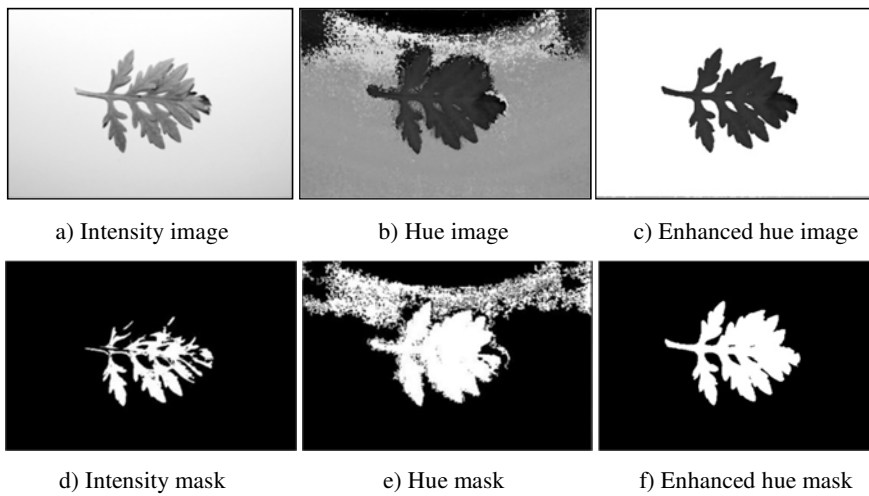 a) Intensity image
b) Hue image
c) Enhanced hue image
d) Intensity mask
e) Hue mask
f) Enhanced hue mask